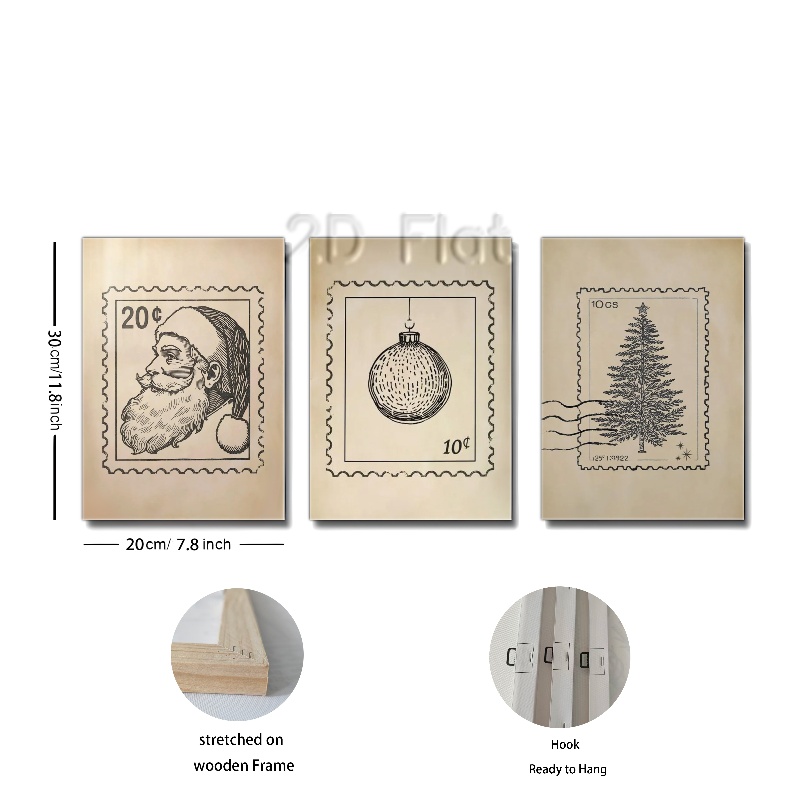 2D Flat
20¢
10¢
10cs
30cm/11.8inch
20cm/ 7.8 inch
stretched on
wooden Frame
Hook
Ready to Hang